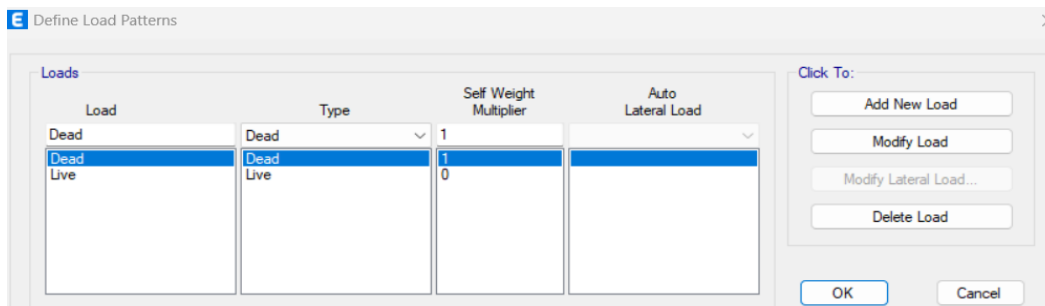 E Define Load Patterns
Loads
Click To:
Load Type Self Weight Multiplier Auto Lateral Load
Dead Dead 1
Dead Dead 1
Live Live 0
Add New Load
Modify Load
Modify Lateral Load...
Delete Load
OK Cancel